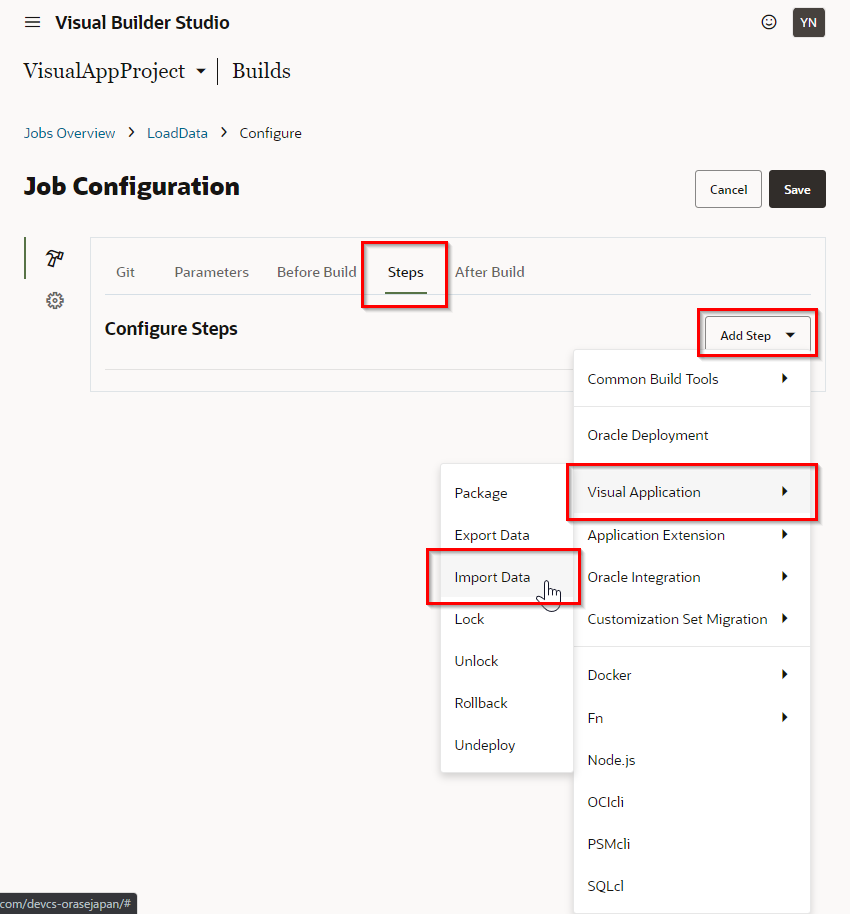 Visual Builder Studio
YN
VisualAppProject
Builds
Jobs Overview > LoadData > Configure
Job Configuration
Cancel
Save
Git
Parameters
Before Build
Steps
After Build
Configure Steps
Add Step
Common Build Tools
Oracle Deployment
Visual Application
Application Extension
Oracle Integration
Customization Set Migration
Docker
Fn
Node.js
OCIcli
PSMcli
SQLcl
Package
Export Data
Import Data
Lock
Unlock
Rollback
Undeploy
com/devcs-orasejapan/#